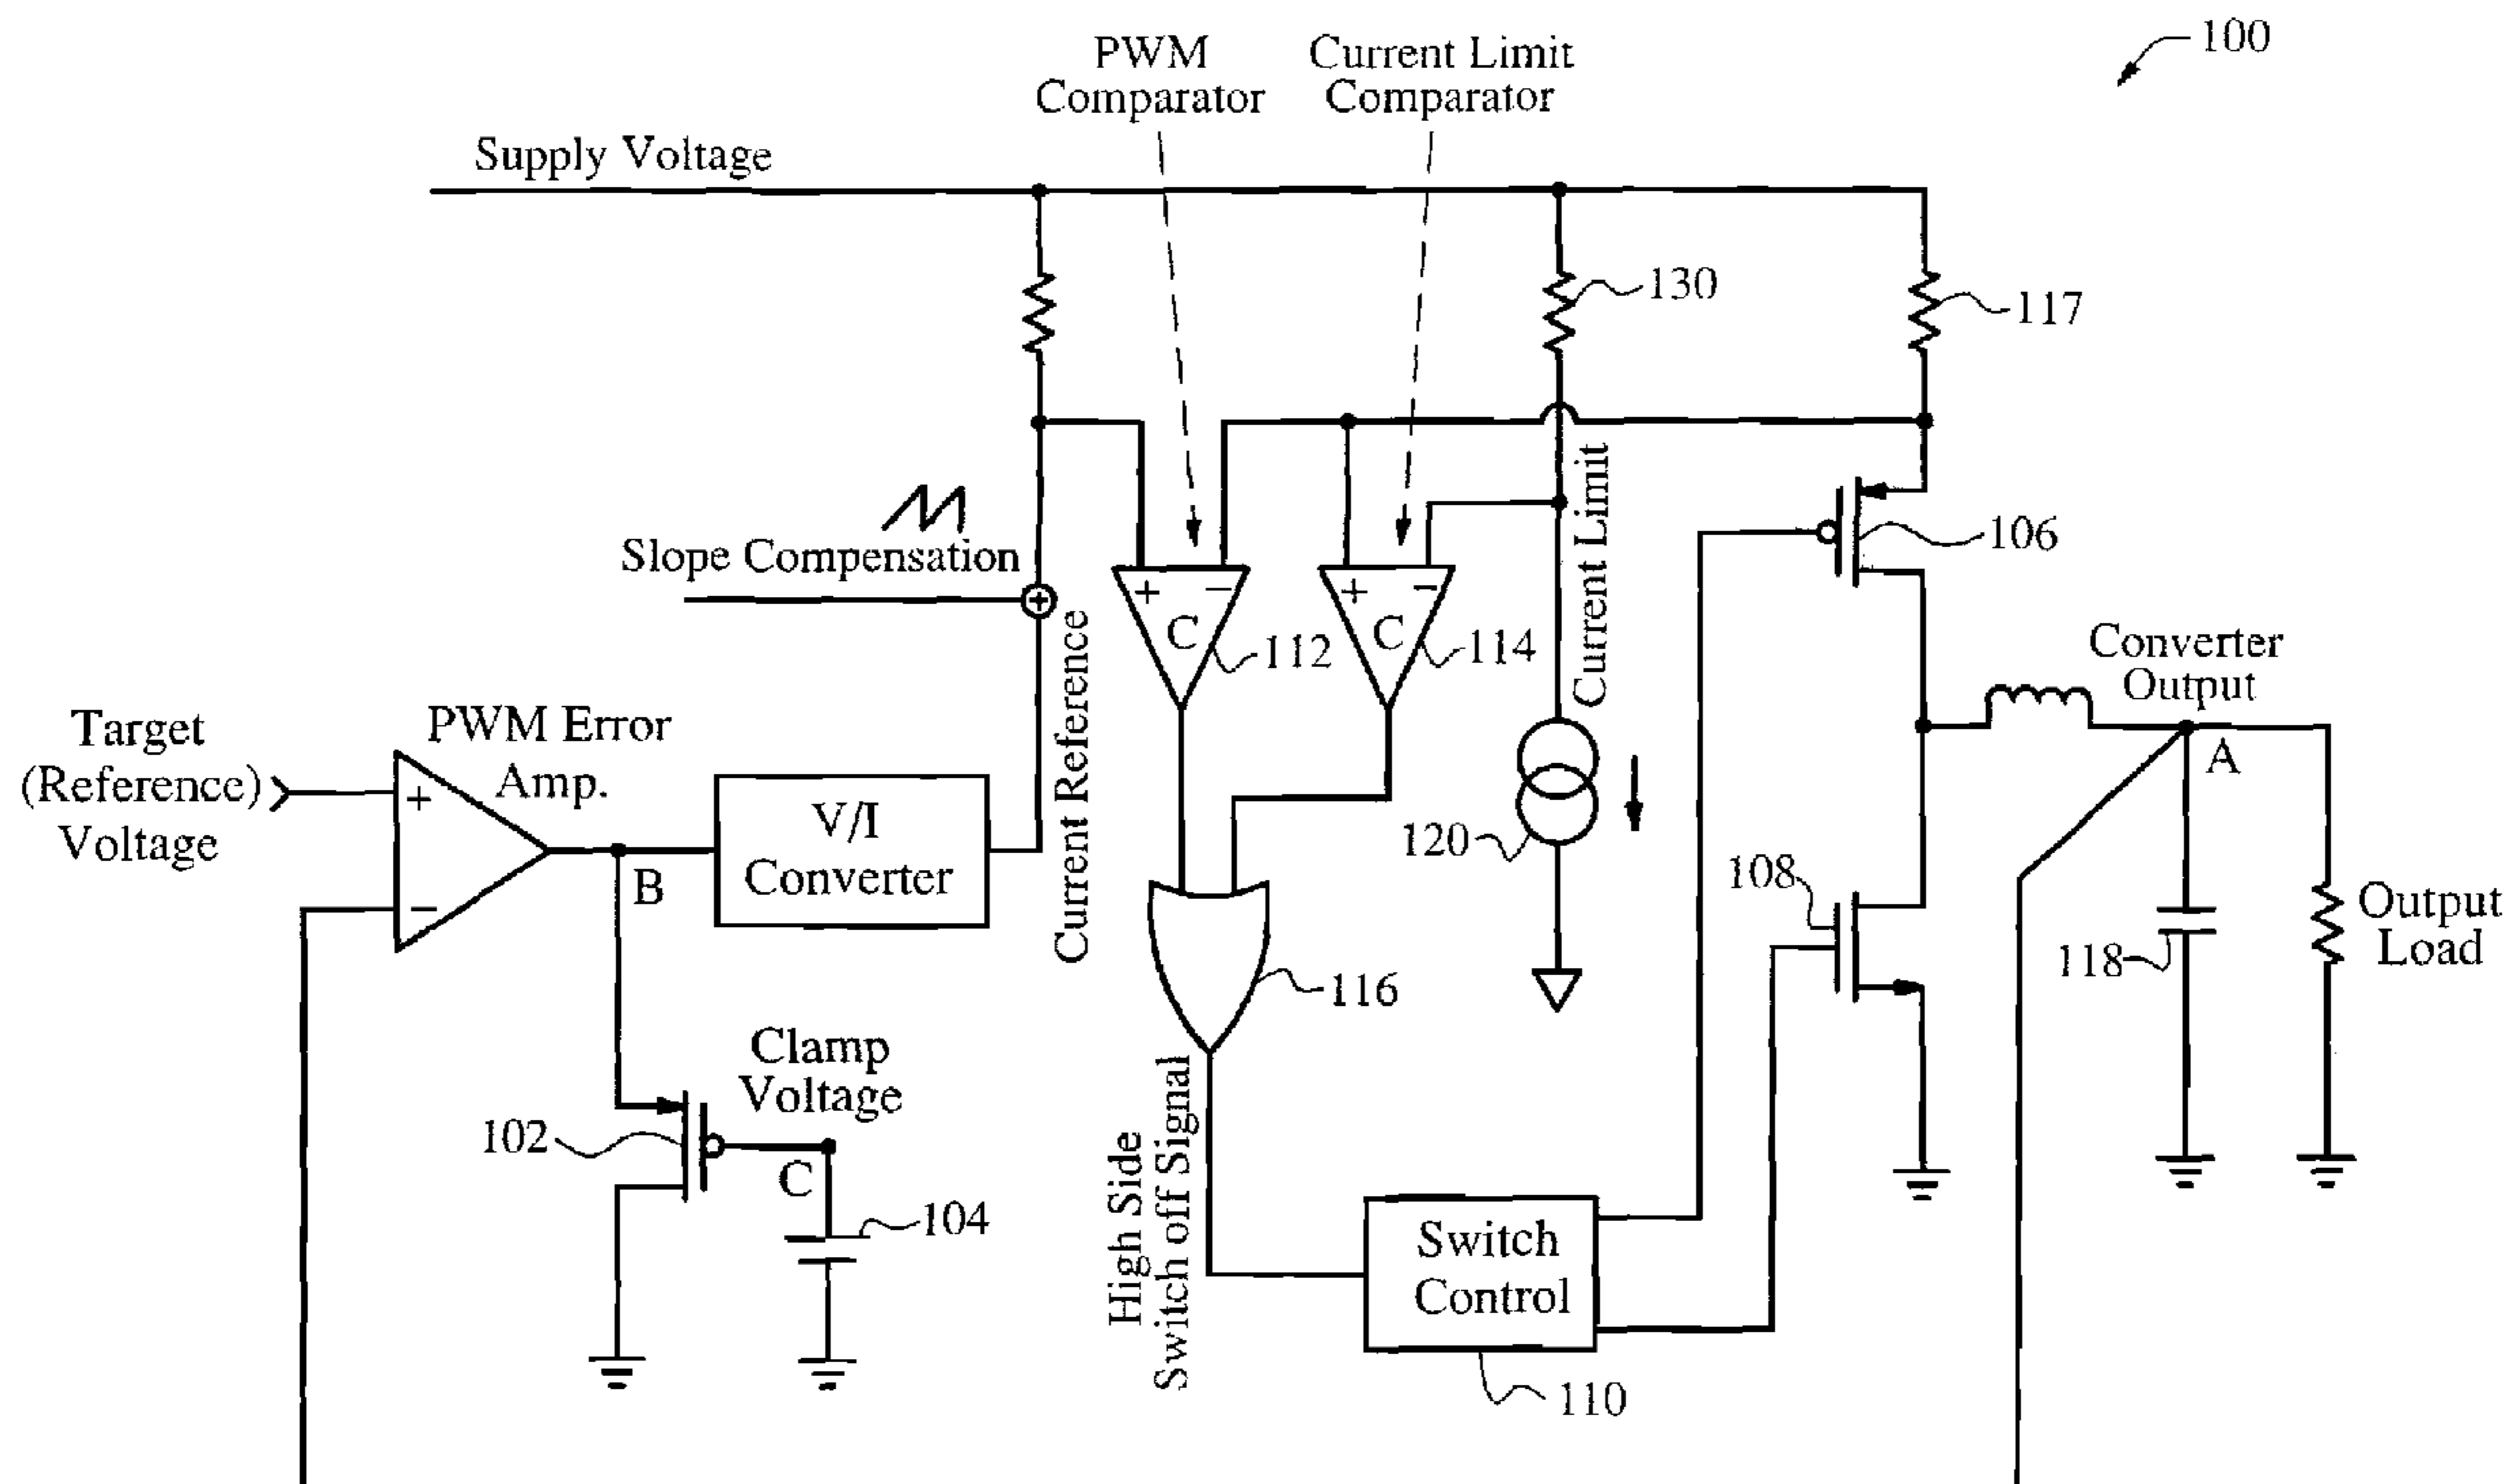 100
PWM
Comparator
Current Limit
Comparator
Supply Voltage
130
117
Slope Compensation
+
+ −
C
112
+ −
C
114
Current Limit
106
Current Reference
Converter
Output
A
Target
(Reference)
Voltage
PWM Error
Amp.
+
−
B
V/I
Converter
120
108
118
Output
Load
116
Clamp
Voltage
102
C
104
High Side
Switch off Signal
Switch
Control
110